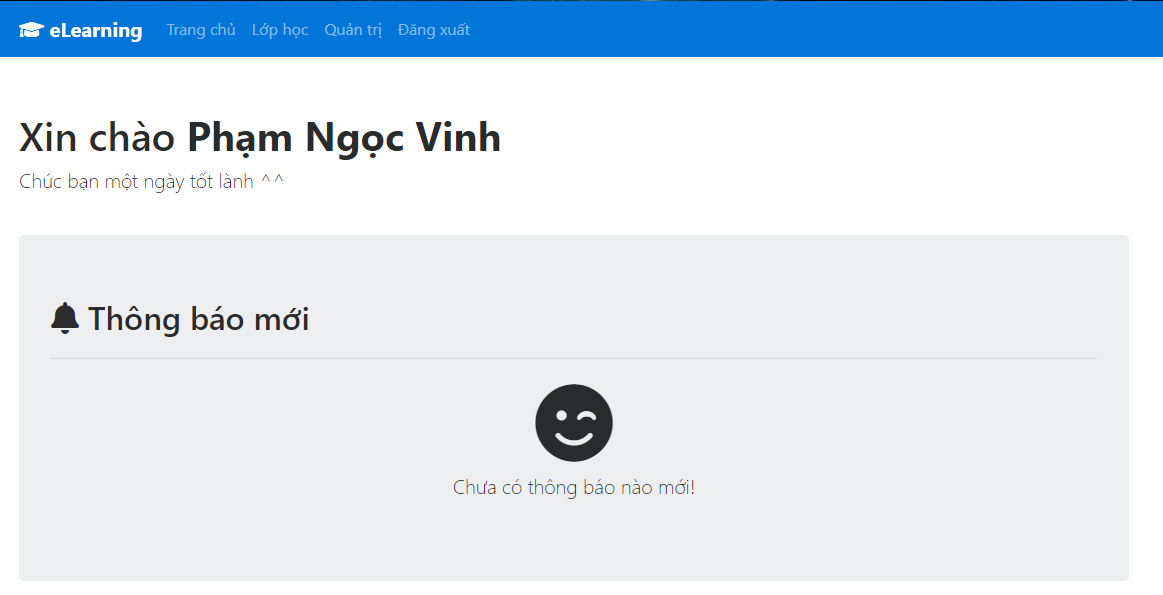 eLearning Trang chủ Lớp học Quản trị Đăng xuất
Xin chào Phạm Ngọc Vinh
Chúc bạn một ngày tốt lành ^^
Thông báo mới
Chưa có thông báo nào mới!